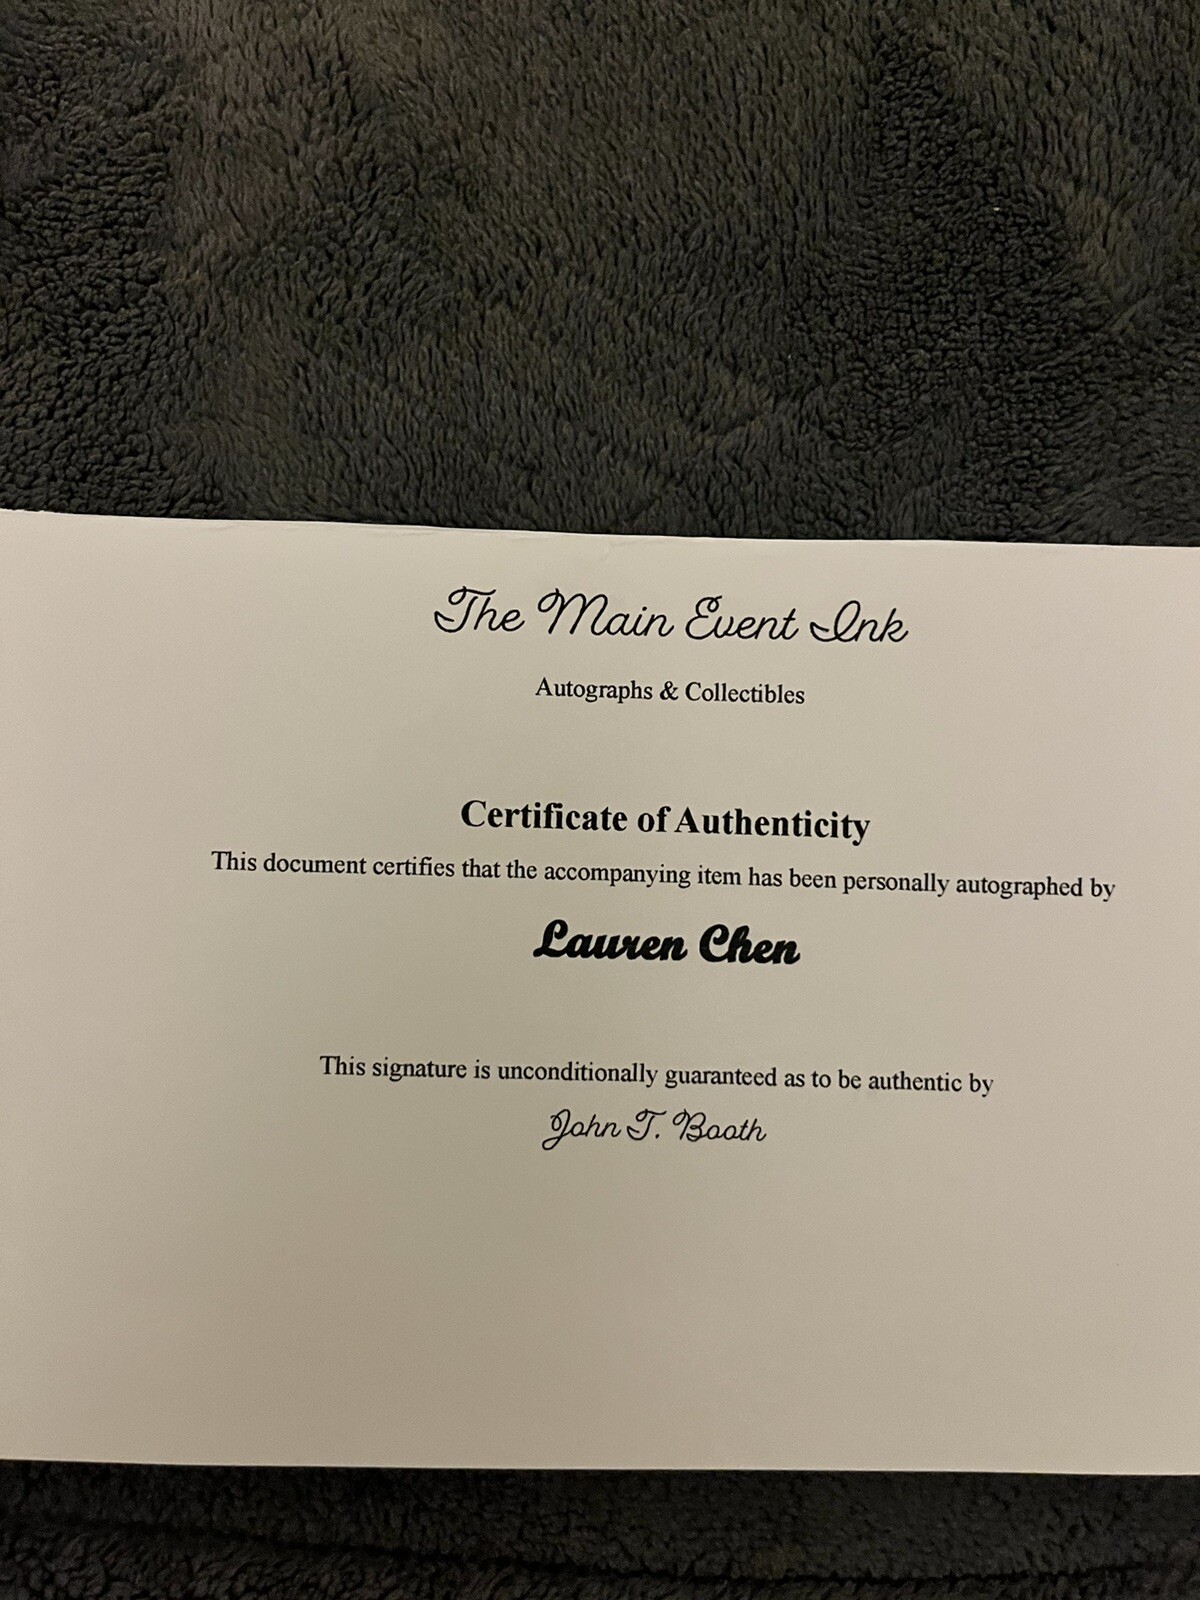 The Main Event Ink
Autographs & Collectibles
Certificate of Authenticity
This document certifies that the accompanying item has been personally autographed by
Lauren Chen
This signature is unconditionally guaranteed as to be authentic by
John T. Booth